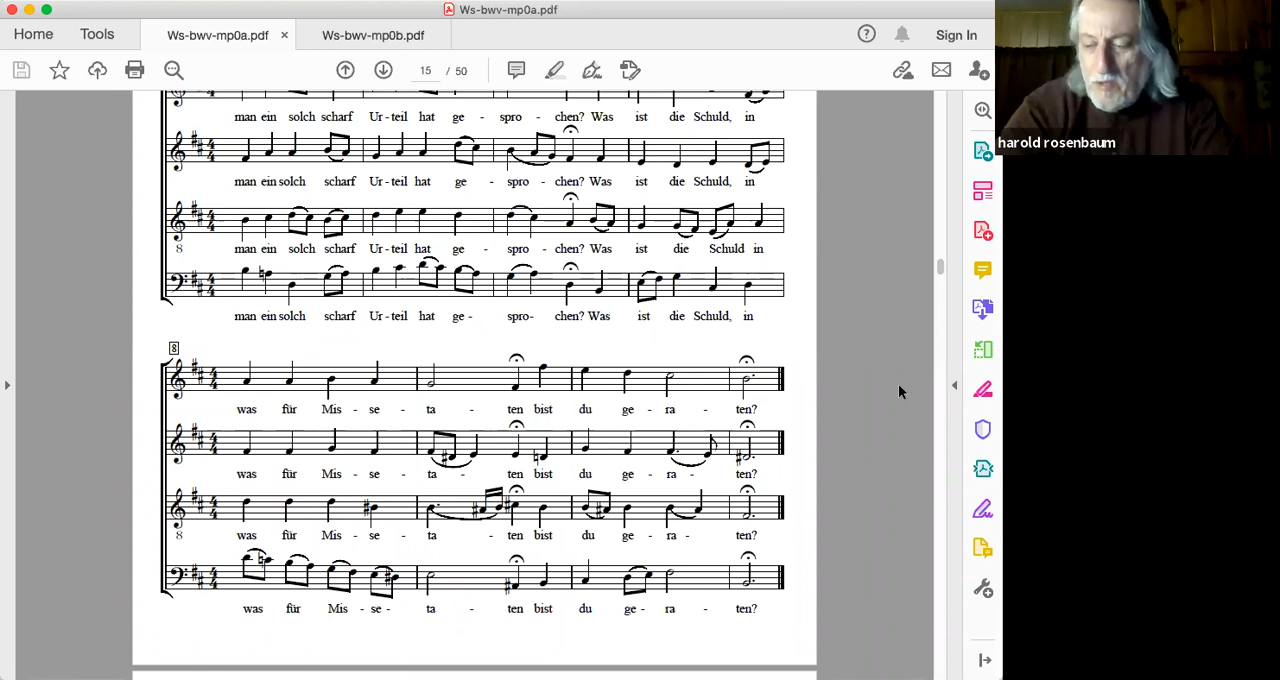 Ws-bwv-mp0a.pdf
Home Tools Ws-bwv-mp0a.pdf × Ws-bwv-mp0b.pdf Sign In
15 / 50
harold rosenbaum
man ein solch scharf Ur - teil hat ge - spro - chen? Was ist die Schuld, in
man ein solch scharf Ur - teil hat ge - spro - chen? Was ist die Schuld, in
8 man ein solch scharf Ur - teil hat ge - spro - chen? Was ist die Schuld in
man ein solch scharf Ur - teil hat ge - spro- chen? Was ist die Schuld, in
8
was für Mis - se - ta - ten bist du ge - ra - ten?
was für Mis - se - ta - ten bist du ge - ra - ten?
8 was für Mis - se - ta - ten bist du ge - ra - ten?
was für Mis - se - ta - ten bist du ge - ra - ten?